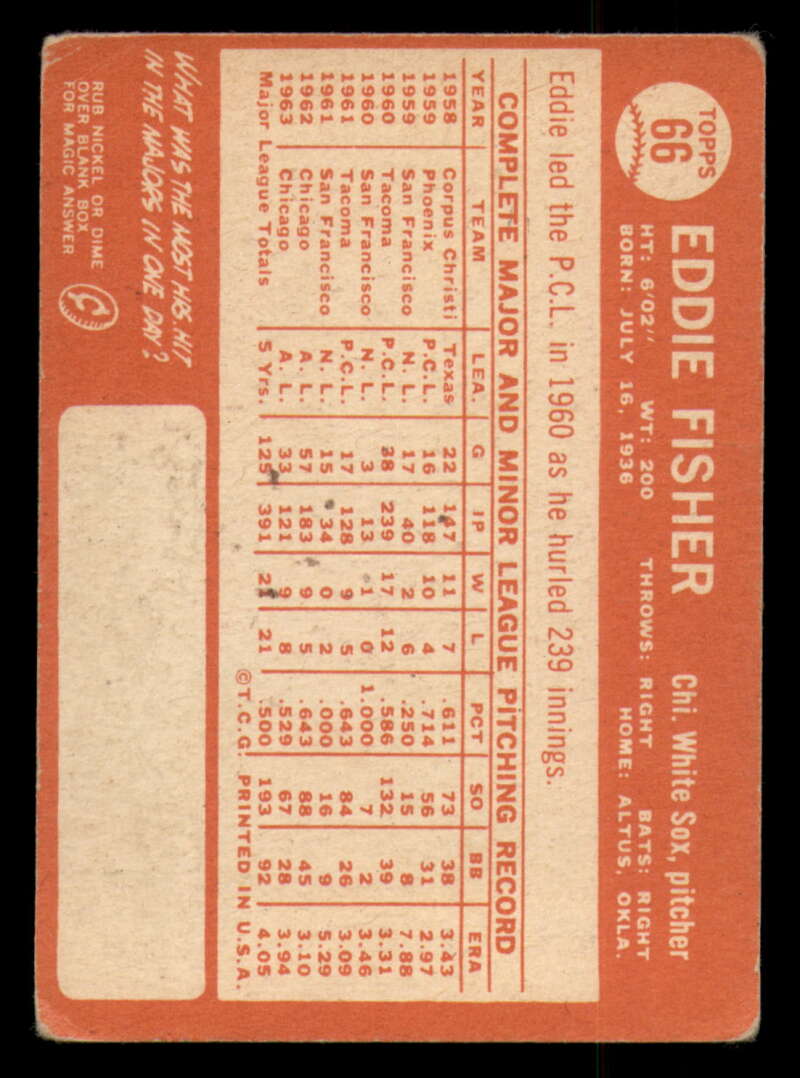 TOPPS
66
EDDIE FISHER Chi. White Sox, pitcher
HT: 6'02" WT: 200 THROWS: RIGHT BATS: RIGHT
BORN: JULY 16, 1936 HOME: ALTUS, OKLA.
Eddie led the P.C.L. in 1960 as he hurled 239 innings.
COMPLETE MAJOR AND MINOR LEAGUE PITCHING RECORD
YEAR TEAM LEA. G IP W L PCT SO BB ERA
1958 Corpus Christi Texas 22 147 11 7 .611 73 38 3.43
1959 Phoenix P.C.L. 16 118 10 4 .714 56 31 2.97
1959 San Francisco N. L. 17 40 2 6 .250 15 8 7.88
1960 Tacoma P.C.L. 38 239 17 12 .586 132 39 3.31
1960 San Francisco N. L. 3 13 1 0 1.000 7 2 3.46
1961 Tacoma P.C.L. 17 128 9 5 .643 84 26 3.09
1961 San Francisco N. L. 15 34 0 2 .000 16 9 5.29
1962 Chicago A. L. 57 183 9 5 .643 88 45 3.10
1963 Chicago A. L. 33 121 9 8 .529 67 28 3.94
Major League Totals 5 Yrs. 125 391 21 21 .500 193 92 4.05
©T.C.G. PRINTED IN U.S.A.
WHAT WAS THE MOST HRS. HIT
IN THE MAJORS IN ONE DAY?
RUB NICKEL OR DIME
OVER BLANK BOX
FOR MAGIC ANSWER